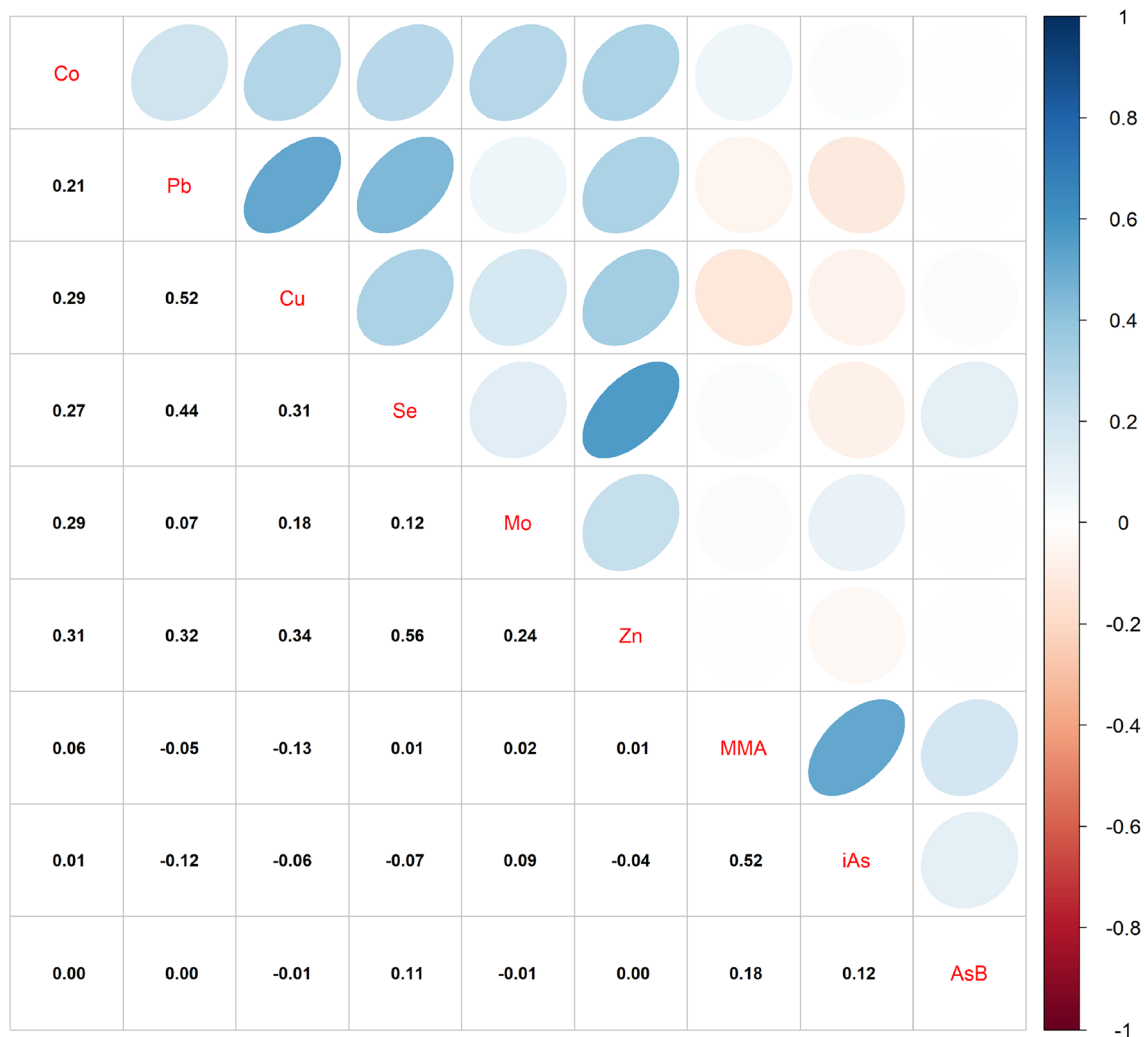 Co
0.21 Pb
0.29 0.52 Cu
0.27 0.44 0.31 Se
0.29 0.07 0.18 0.12 Mo
0.31 0.32 0.34 0.56 0.24 Zn
0.06 -0.05 -0.13 0.01 0.02 0.01 MMA
0.01 -0.12 -0.06 -0.07 0.09 -0.04 0.52 iAs
0.00 0.00 -0.01 0.11 -0.01 0.00 0.18 0.12 AsB
1
0.8
0.6
0.4
0.2
0
-0.2
-0.4
-0.6
-0.8
-1